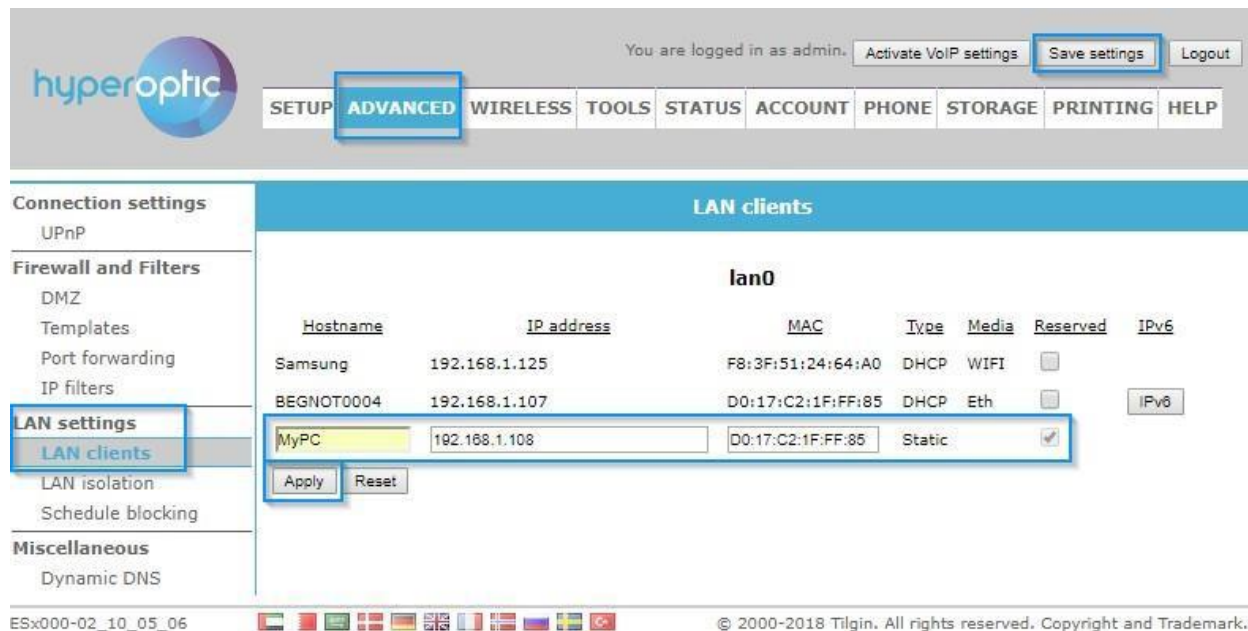 You are logged in as admin. Activate VoIP settings Save settings Logout
hyperoptic
SETUP ADVANCED WIRELESS TOOLS STATUS ACCOUNT PHONE STORAGE PRINTING HELP
Connection settings
UPnP
Firewall and Filters
DMZ
Templates
Port forwarding
IP filters
LAN settings
LAN clients
LAN isolation
Schedule blocking
Miscellaneous
Dynamic DNS
LAN clients
lan0
Hostname IP address MAC Type Media Reserved IPv6
Samsung 192.168.1.125 F8:3F:51:24:64:A0 DHCP WIFI
BEGNOT0004 192.168.1.107 D0:17:C2:1F:FF:85 DHCP Eth IPv6
MyPC 192.168.1.108 D0:17:C2:1F:FF:85 Static
Apply Reset
ESx000-02_10_05_06 © 2000-2018 Tilgin. All rights reserved. Copyright and Trademark.